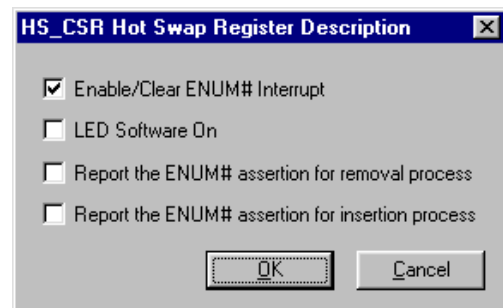 HS_CSR Hot Swap Register Description
Enable/Clear ENUM# Interrupt
LED Software On
Report the ENUM# assertion for removal process
Report the ENUM# assertion for insertion process
OK Cancel